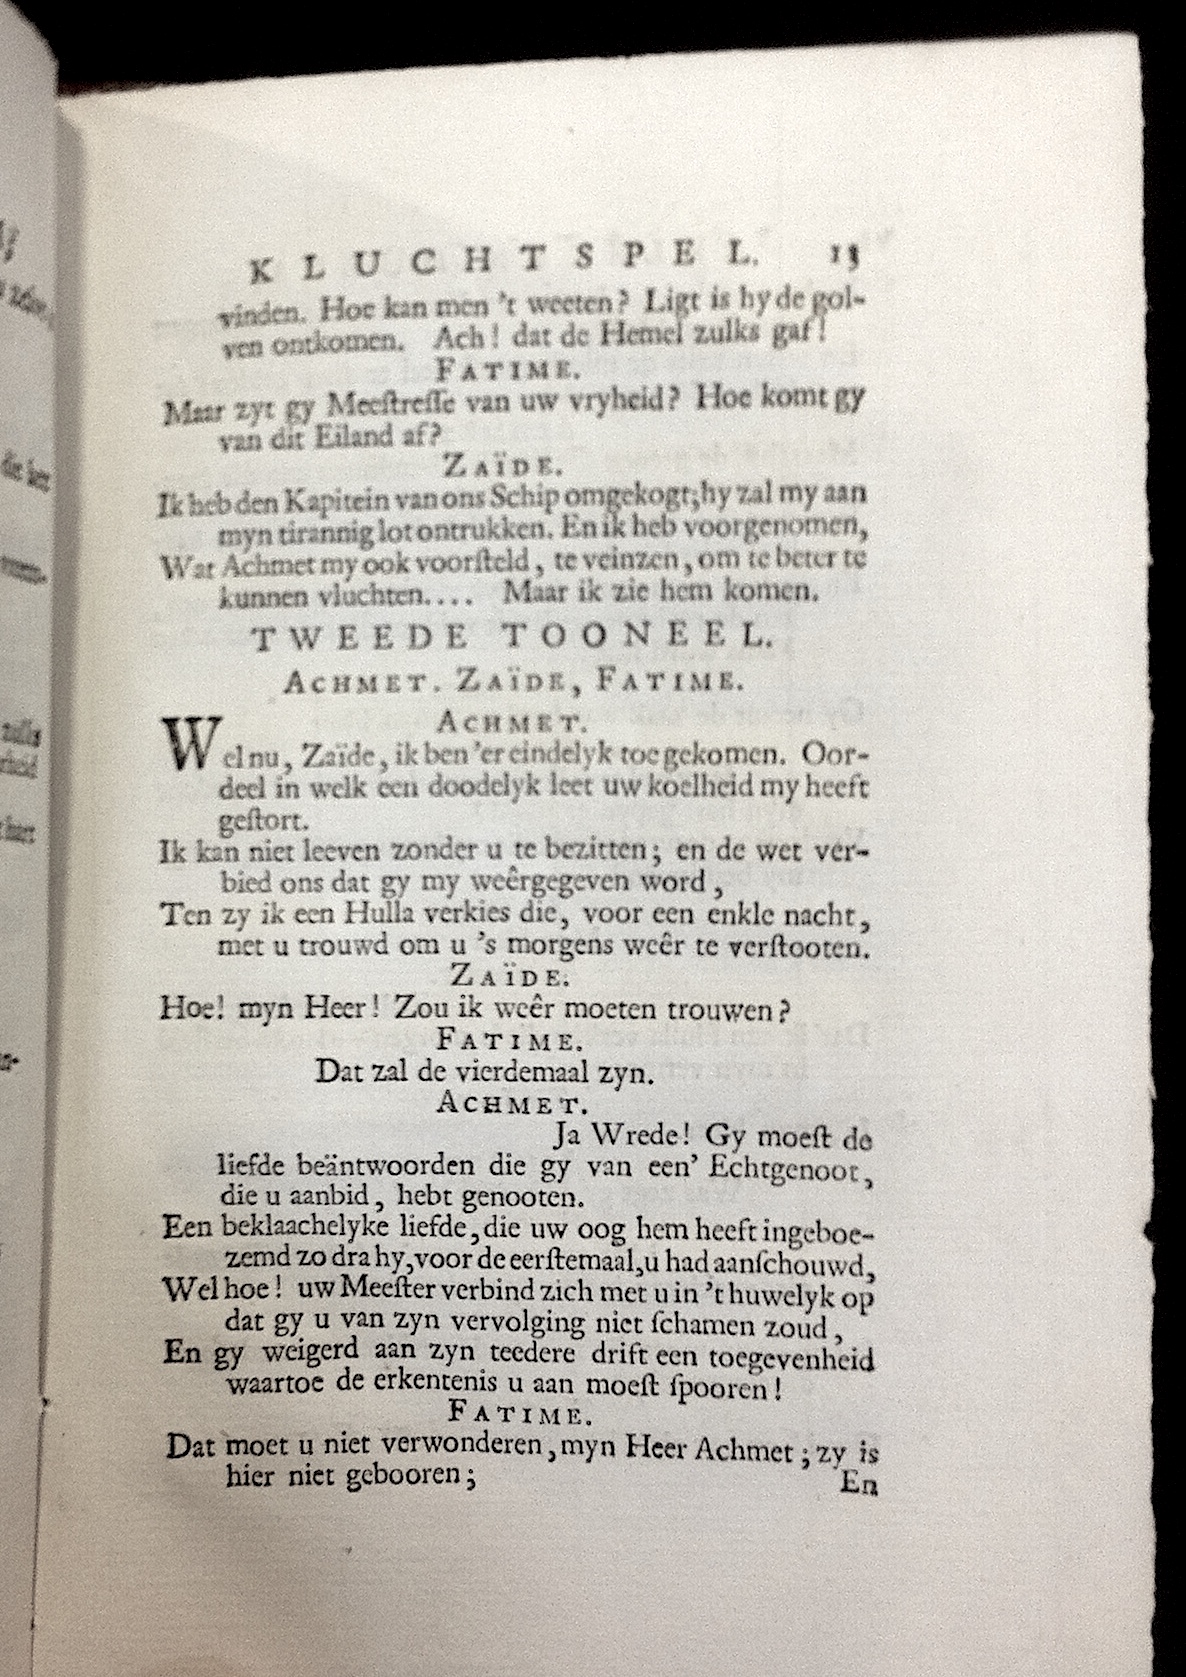 KLUCHTSPEL. 13
vinden. Hoe kan men 't weeten? Ligt is hy de gol-
ven ontkomen. Ach! dat de Hemel zulks gaf!
FATIME.
Maar zyt gy Meeſtreſſe van uw vryheid? Hoe komt gy
van dit Eiland af?
ZAÏDE.
Ik heb den Kapitein van ons Schip omgekogt; hy zal my aan
myn tirannig lot ontrukken. En ik heb voorgenomen,
Wat Achmet my ook voorſteld, te veinzen, om te beter te
kunnen vluchten.... Maar ik zie hem komen.
TWEEDE TOONEEL.
ACHMET. ZAÏDE, FATIME.
ACHMET.
Wel nu, Zaïde, ik ben 'er eindelyk toe gekomen. Oor-
deel in welk een doodelyk leet uw koelheid my heeft
geſtort.
Ik kan niet leeven zonder u te bezitten; en de wet ver-
bied ons dat gy my weêrgegeven word,
Ten zy ik een Hulla verkies die, voor een enkle nacht,
met u trouwd om u 's morgens weêr te verſtooten.
ZAÏDE.
Hoe! myn Heer! Zou ik weêr moeten trouwen?
FATIME.
Dat zal de vierdemaal zyn.
ACHMET.
Ja Wrede! Gy moeſt de
liefde beäntwoorden die gy van een' Echtgenoot,
die u aanbid, hebt genooten.
Een beklaachelyke liefde, die uw oog hem heeft ingeboe-
zemd zo dra hy, voor de eerſtemaal, u had aanſchouwd,
Wel hoe! uw Meeſter verbind zich met u in 't huwelyk op
dat gy u van zyn vervolging niet ſchamen zoud,
En gy weigerd aan zyn teedere drift een toegevenheid
waartoe de erkentenis u aan moeſt ſpooren!
FATIME.
Dat moet u niet verwonderen, myn Heer Achmet; zy is
hier niet gebooren;
En